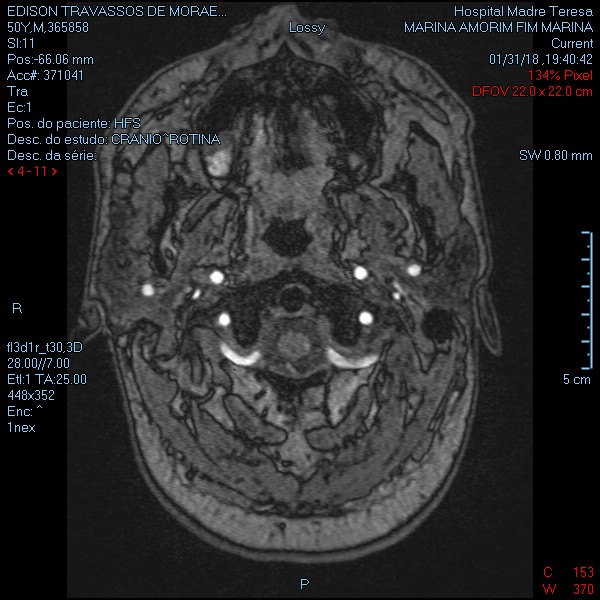 EDISON TRAVASSOS DE MORAE...
50Y,M,365858
Sl:11
Pos:-66.06 mm
Acc#: 371041
Tra
Ec:1
Pos. do paciente: HFS
Desc. do estudo: CRANIO^ROTINA
Desc. da série:
< 4 - 11 >
Lossy
Hospital Madre Teresa
MARINA AMORIM FIM MARINA
Current
01/31/18 ,19:40:42
134% Pixel
DFOV 22.0 x 22.0 cm
SW 0.80 mm
R
fl3d1r_t30,3D
28.00//7.00
Etl:1 TA:25.00
448x352
Enc: ^
1nex
5 cm
P
C 153
W 370